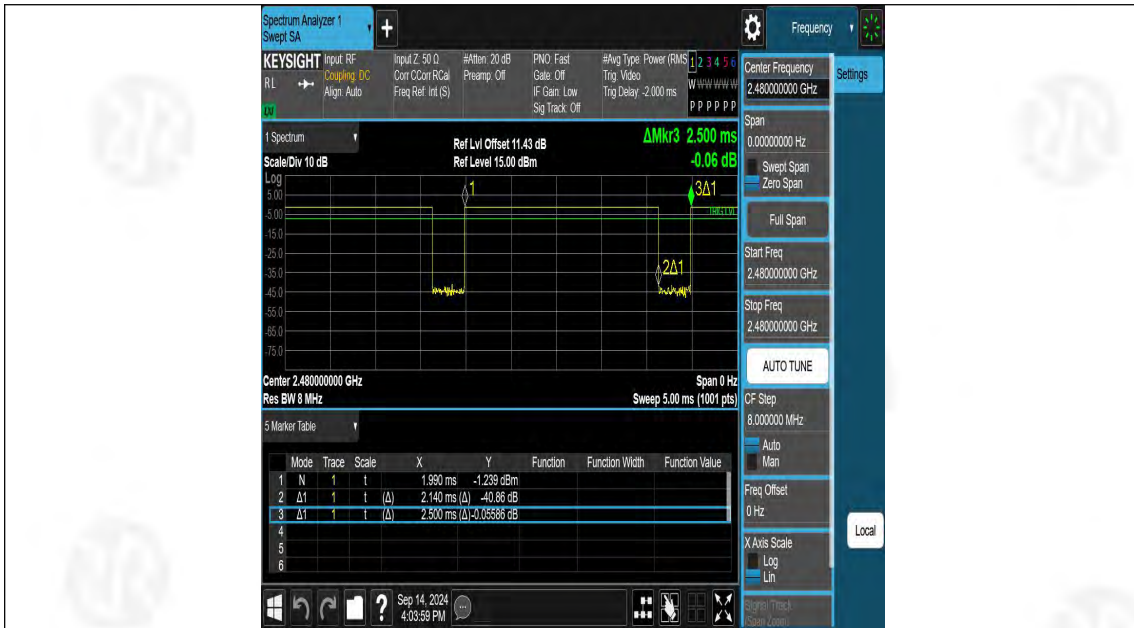 Spectrum Analyzer 1
Swept SA
+
Frequency
KEYSIGHT Input: RF Input Z: 50 Ω #Atten: 20 dB PNO: Fast #Avg Type: Power (RMS 1 2 3 4 5 6
RL Coupling: DC Corr CCorr RCal Preamp: Off Gate: Off Trig: Video W W W W W W
Align: Auto Freq Ref: Int (S) IF Gain: Low Trig Delay: -2.000 ms
Sig Track: Off P P P P P P
1 Spectrum
Ref Lvl Offset 11.43 dB ΔMkr3 2.500 ms
Scale/Div 10 dB Ref Level 15.00 dBm -0.06 dB
Log
5.00
-5.00
-15.0
-25.0
-35.0
-45.0
-55.0
-65.0
-75.0
1
3Δ1
TRIG LVL
2Δ1
Center 2.480000000 GHz Span 0 Hz
Res BW 8 MHz Sweep 5.00 ms (1001 pts)
5 Marker Table
Mode Trace Scale X Y Function Function Width Function Value
1 N 1 t 1.990 ms -1.239 dBm
2 Δ1 1 t (Δ) 2.140 ms (Δ) -40.86 dB
3 Δ1 1 t (Δ) 2.500 ms (Δ) -0.05586 dB
4
5
6
?
Sep 14, 2024
4:03:59 PM
Center Frequency
2.480000000 GHz
Settings
Span
0.00000000 Hz
Swept Span
Zero Span
Full Span
Start Freq
2.480000000 GHz
Stop Freq
2.480000000 GHz
AUTO TUNE
CF Step
8.000000 MHz
Auto
Man
Freq Offset
0 Hz
X Axis Scale
Log
Lin
Signal Track
(Span Zoom)
Local